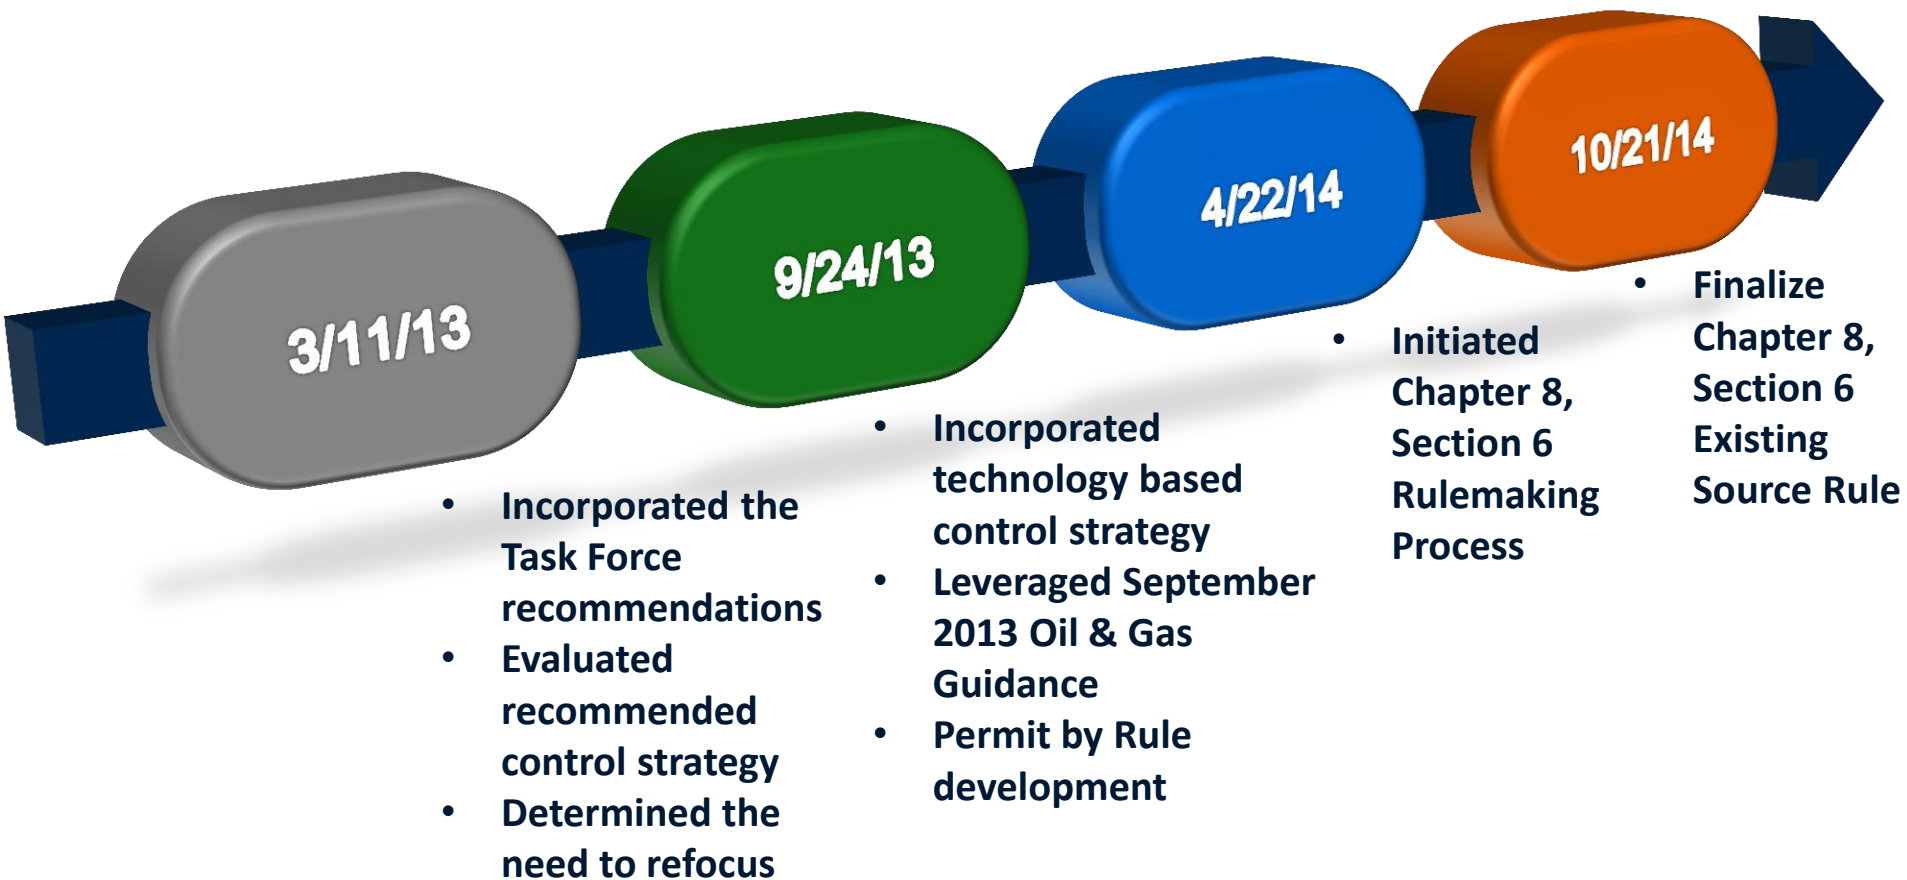 3/11/13
9/24/13
4/22/14
10/21/14
• Incorporated the
Task Force
recommendations
• Evaluated
recommended
control strategy
• Determined the
need to refocus
• Incorporated
technology based
control strategy
• Leveraged September
2013 Oil & Gas
Guidance
• Permit by Rule
development
• Initiated
Chapter 8,
Section 6
Rulemaking
Process
• Finalize
Chapter 8,
Section 6
Existing
Source Rule